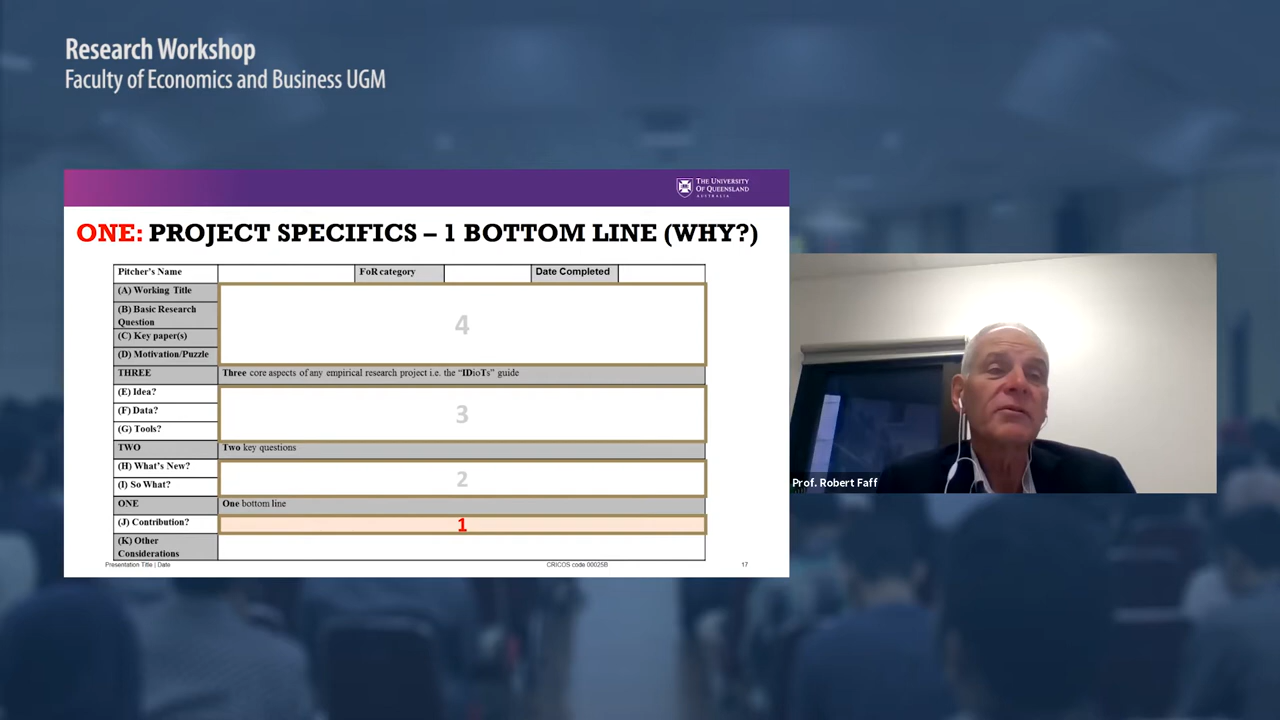 Research Workshop
Faculty of Economics and Business UGM
THE UNIVERSITY
OF QUEENSLAND
AUSTRALIA
ONE: PROJECT SPECIFICS – 1 BOTTOM LINE (WHY?)
Pitcher's Name FoR category Date Completed
(A) Working Title
(B) Basic Research
Question
(C) Key paper(s)
(D) Motivation/Puzzle
4
THREE Three core aspects of any empirical research project i.e. the "IDioTs" guide
(E) Idea?
(F) Data?
(G) Tools?
3
TWO Two key questions
(H) What's New?
(I) So What?
2
ONE One bottom line
(J) Contribution? 1
(K) Other
Considerations
Presentation Title | Date CRICOS code 00025B 17
Prof. Robert Faff